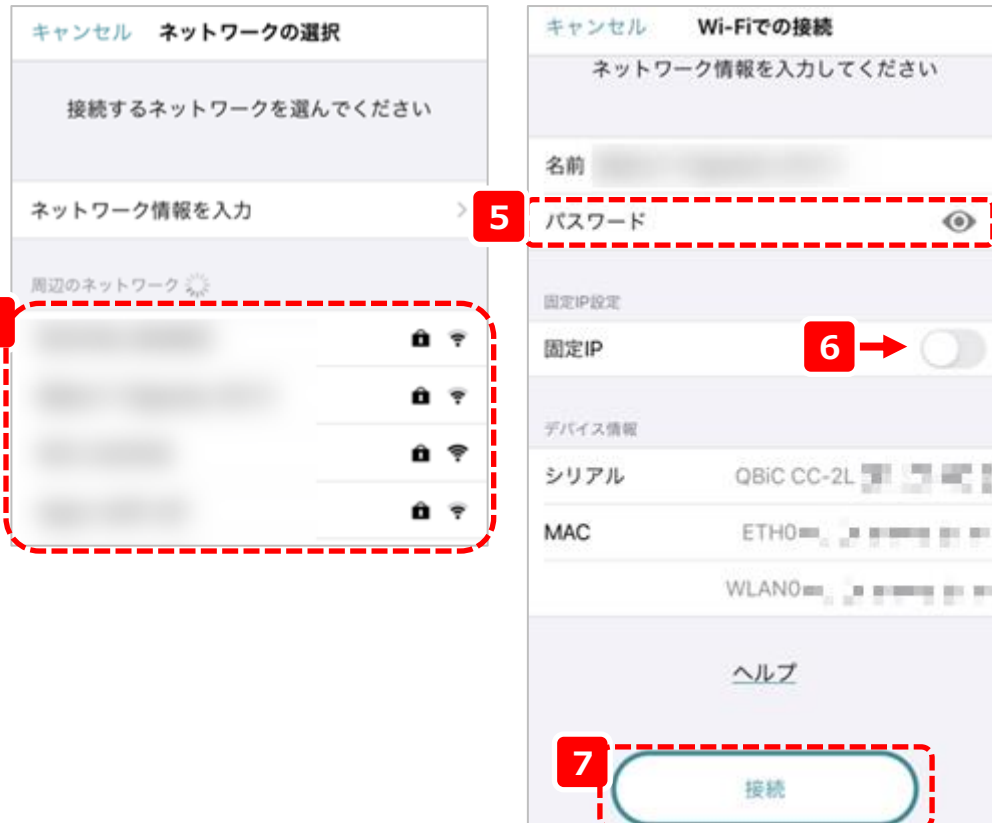 キャンセル ネットワークの選択
接続するネットワークを選んでください
ネットワーク情報を入力 >
周辺のネットワーク
キャンセル Wi-Fiでの接続
ネットワーク情報を入力してください
名前
5 パスワード
固定IP設定
固定IP 6
デバイス情報
シリアル QBiC CC-2L
MAC ETH0
WLAN0
ヘルプ
7
接続